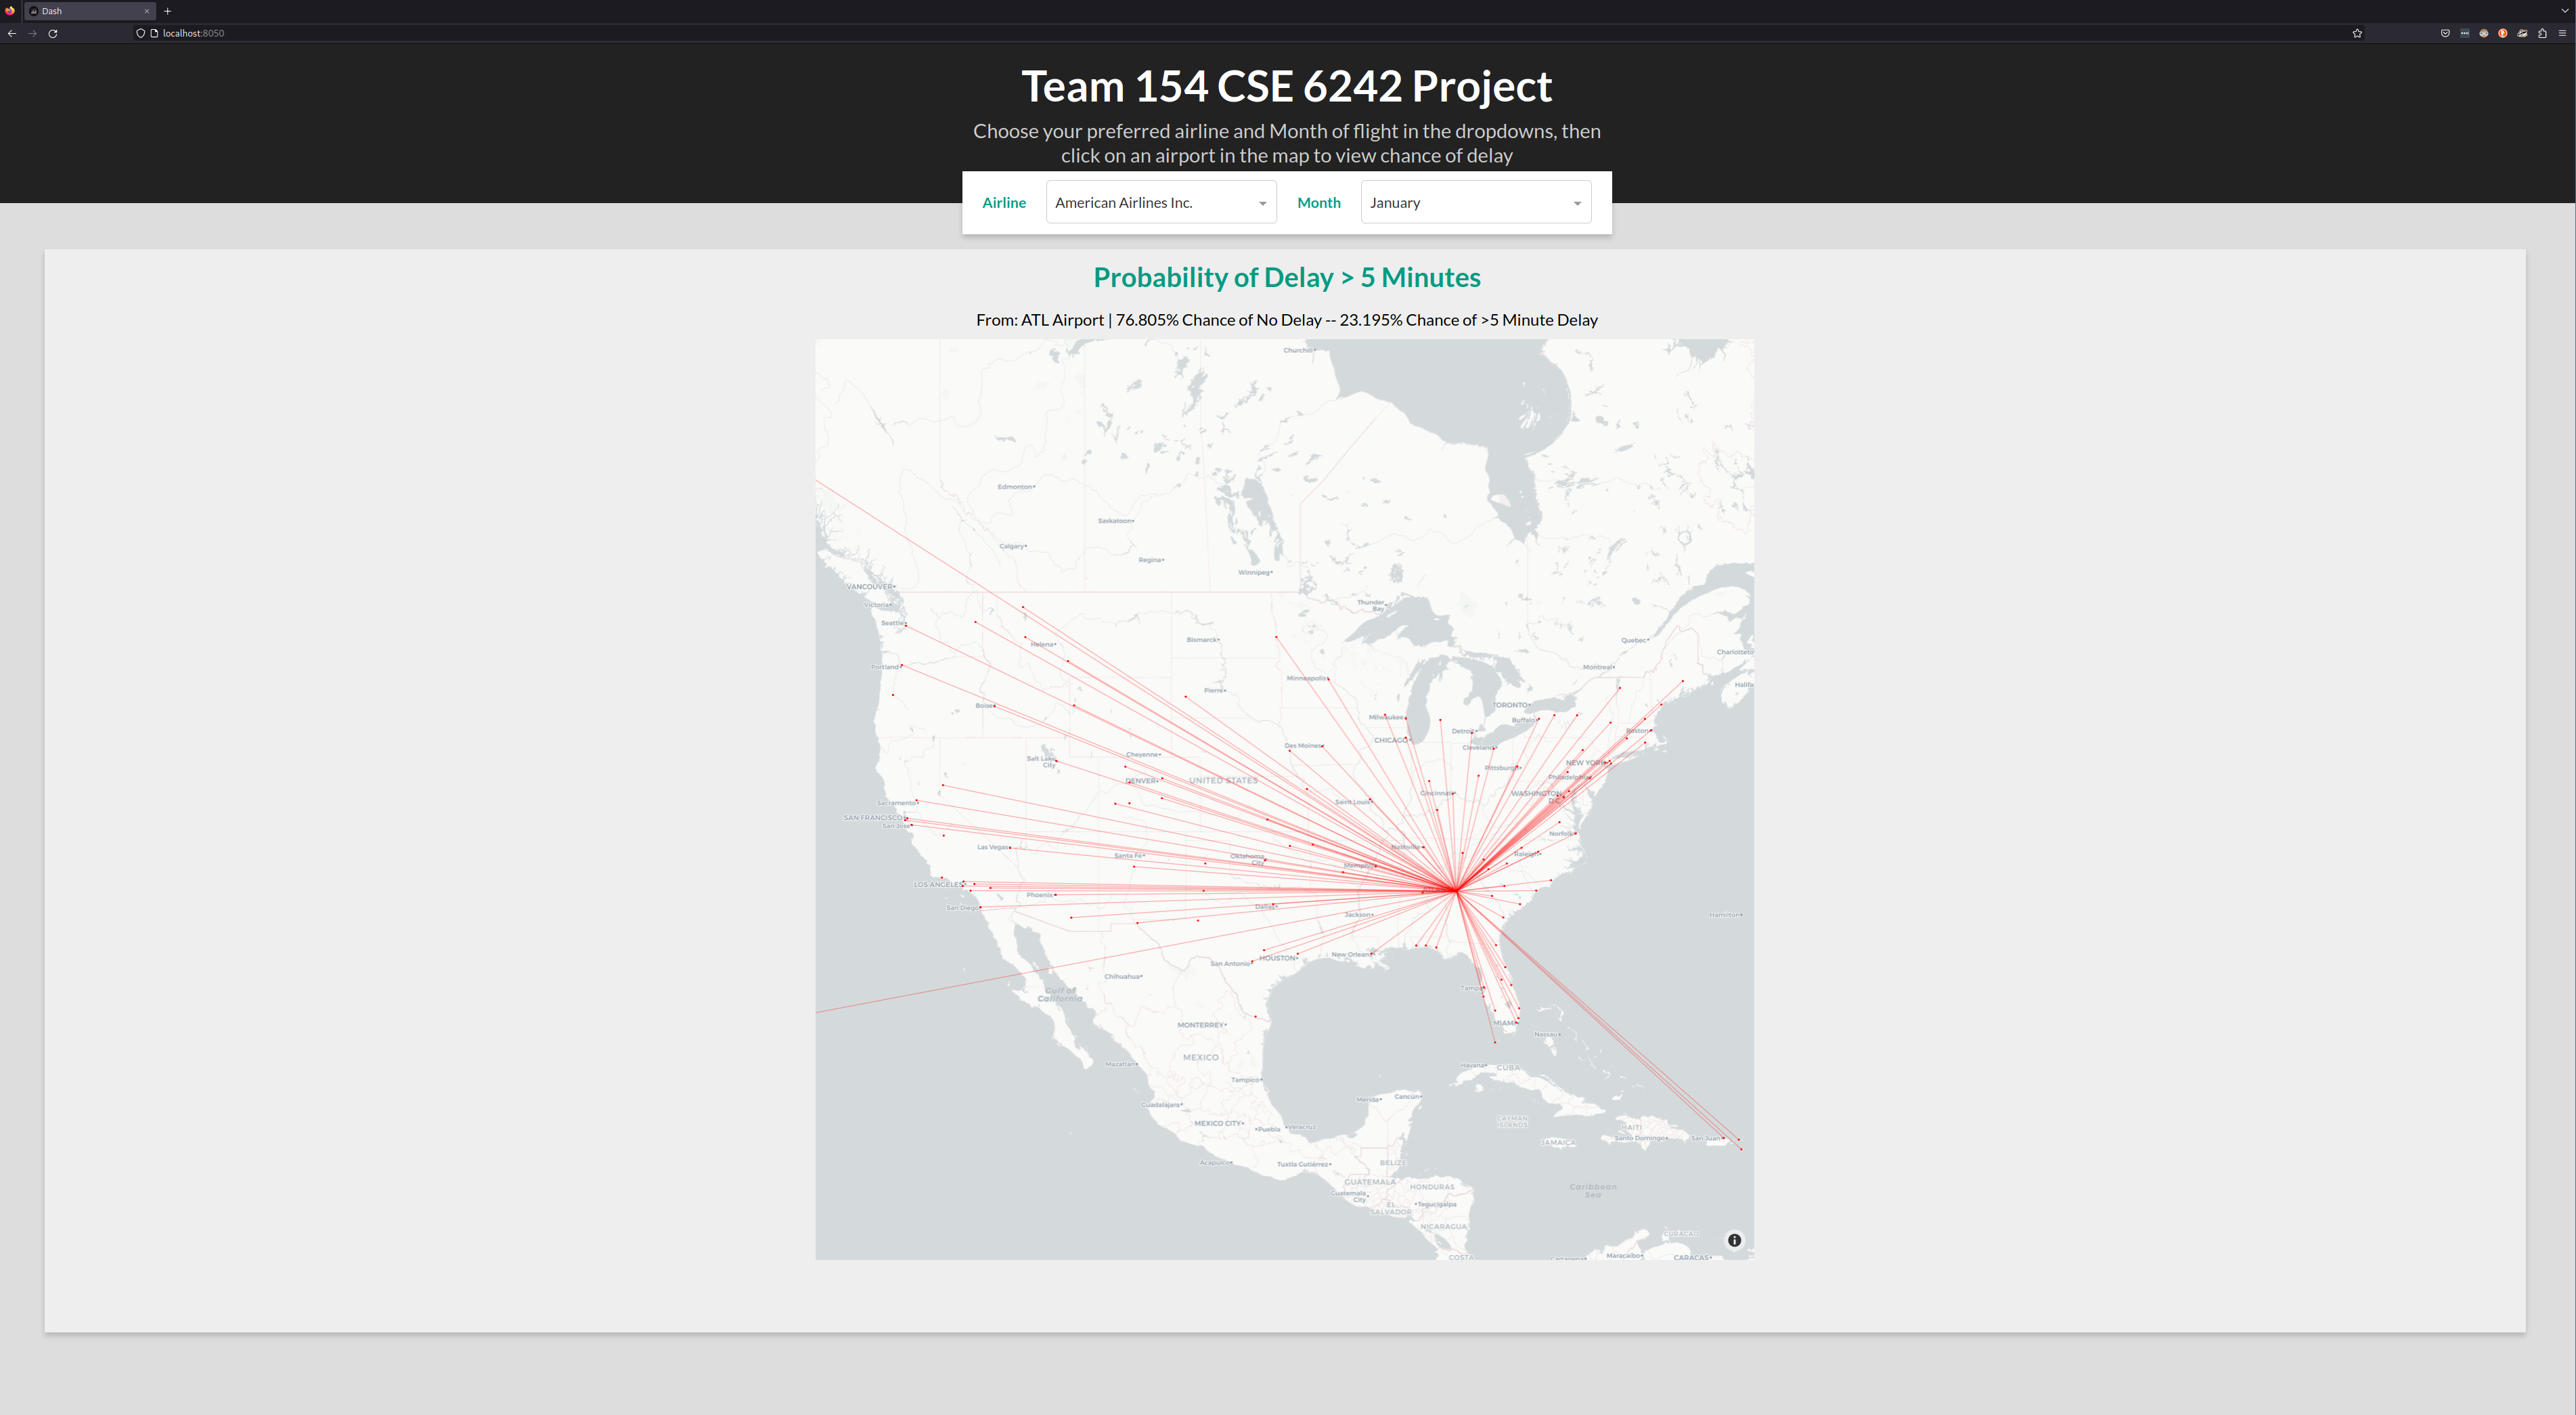 Dash
localhost:8050
Team 154 CSE 6242 Project
Choose your preferred airline and Month of flight in the dropdowns, then
click on an airport in the map to view chance of delay
Airline
American Airlines Inc.
Month
January
Probability of Delay > 5 Minutes
From: ATL Airport | 76.805% Chance of No Delay -- 23.195% Chance of >5 Minute Delay
Churchill
Edmonton
Saskatoon
Calgary
Regina
Winnipeg
VANCOUVER
Victoria
Thunder
Bay
Seattle
Bismarck
Quebec
Helena
Charlotteto
Portland
Montreal
Minneapolis
Halifa
Pierre
Boise
TORONTO
Milwaukee
Buffalo
Detroit
Boston
CHICAGO
Des Moines
Cleveland
Cheyenne
Salt Lake
City
NEW YORK
Pittsburgh
DENVER
UNITED STATES
Philadelphia
Cincinnati
WASHINGTON
D.C.
Sacramento
Saint Louis
SAN FRANCISCO
San Jose
Norfolk
Las Vegas
Nashville
Raleigh
Santa Fe
Oklahoma
City
Memphis
LOS ANGELES
Phoenix
San Diego
Dallas
Jackson
Hamilton
New Orleans
HOUSTON
San Antonio
Chihuahua
Gulf of
California
Tampa
MONTERREY
MIAMI
Nassau
MEXICO
Mazatlan
Havana
CUBA
Tampico
Merida
Cancún
Guadalajara
CAYMAN
ISLANDS
MEXICO CITY
Puebla
Veracruz
HAITI
JAMAICA
Santo Domingo
San Juan
Acapulco
Tuxtla Gutiérrez
BELIZE
GUATEMALA
HONDURAS
Caribbean
Sea
Guatemala
City
EL
SALVADOR
Tegucigalpa
NICARAGUA
CURAÇAO
COSTA
Maracaibo
CARACAS